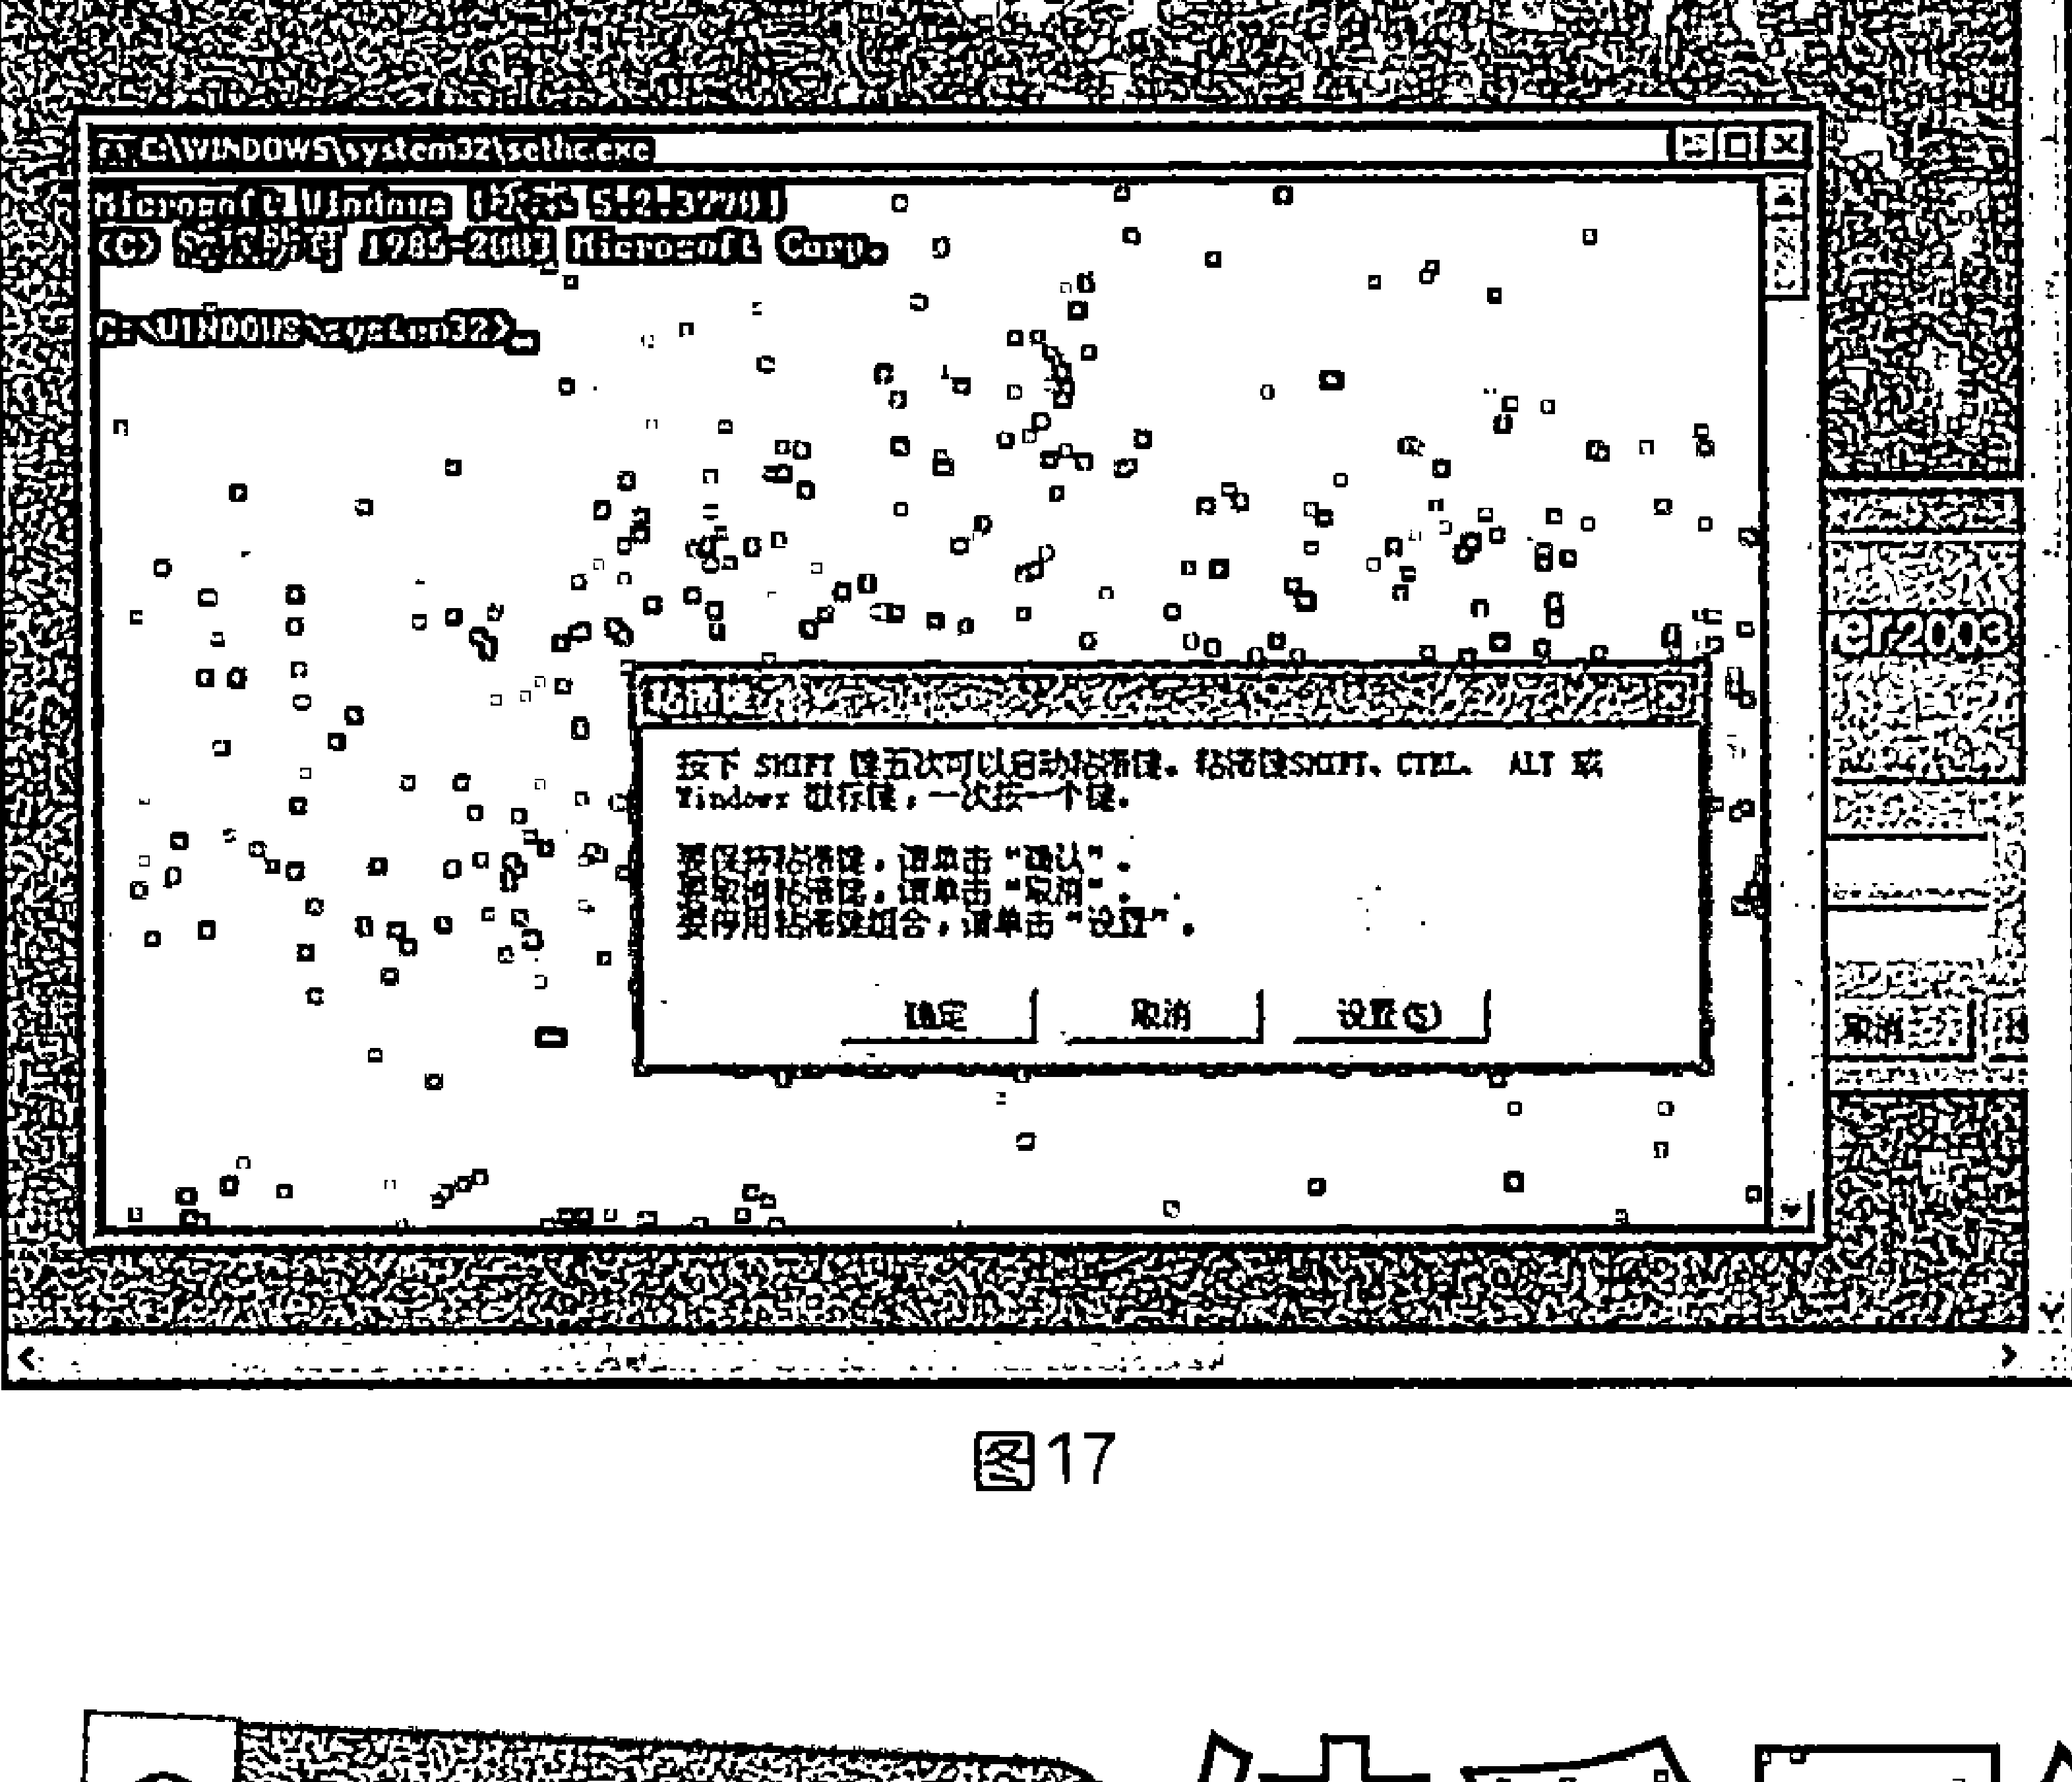 C:\WINDOWS\system32\sethc.exe
Microsoft Windows [版本 5.2.3790]
(C) 1985-2003 Microsoft Corp.
C:\WINDOWS\system32>
er2003
粘滞键
按下 SHIFT 键五次可以启动粘滞键。粘滞键SHIFT、CTRL、 ALT 或
Windows 徽标键，一次按一个键。
要保持粘滞键，请单击“确认”。
要取消粘滞键，请单击“取消”。
要停用粘滞键组合，请单击“设置”。
确定
取消
设置(S)
取消
图17